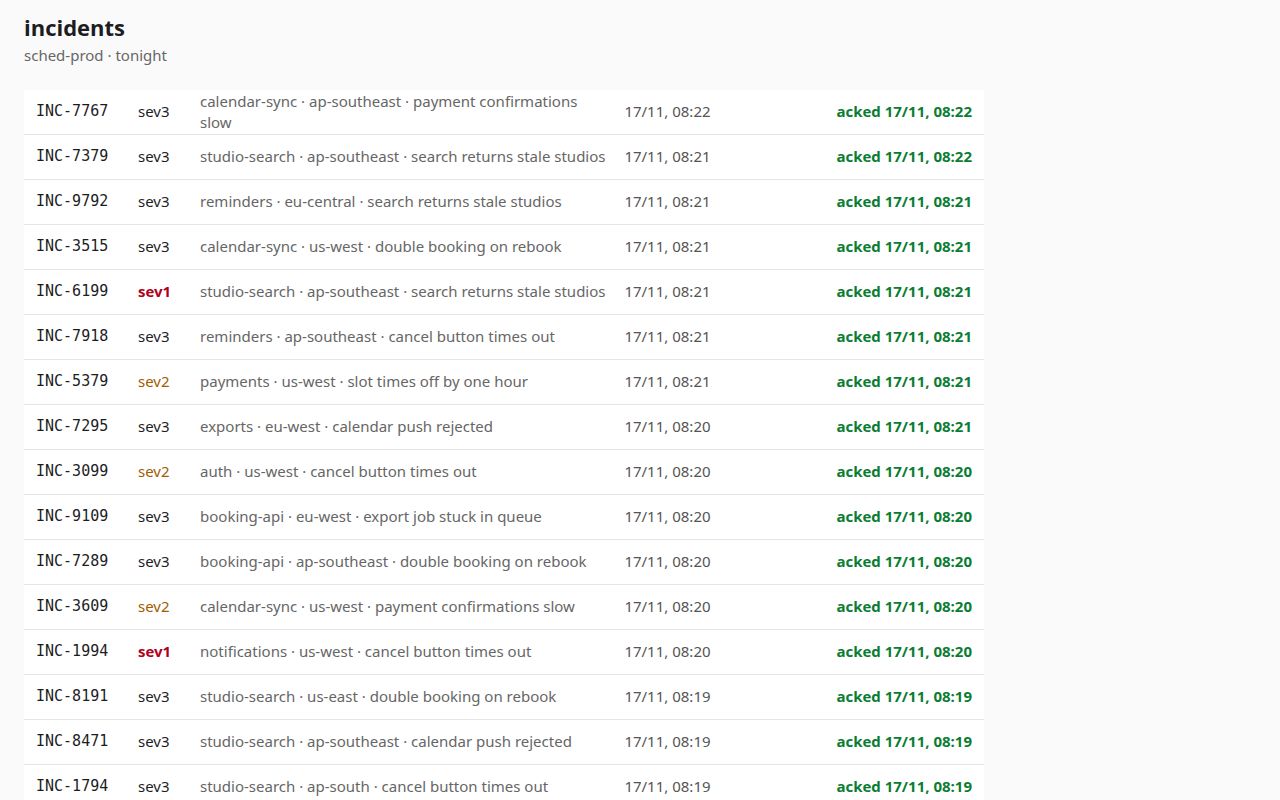 incidents
sched-prod · tonight
INC-7767 sev3 calendar-sync · ap-southeast · payment confirmations slow 17/11, 08:22 acked 17/11, 08:22
INC-7379 sev3 studio-search · ap-southeast · search returns stale studios 17/11, 08:21 acked 17/11, 08:22
INC-9792 sev3 reminders · eu-central · search returns stale studios 17/11, 08:21 acked 17/11, 08:21
INC-3515 sev3 calendar-sync · us-west · double booking on rebook 17/11, 08:21 acked 17/11, 08:21
INC-6199 sev1 studio-search · ap-southeast · search returns stale studios 17/11, 08:21 acked 17/11, 08:21
INC-7918 sev3 reminders · ap-southeast · cancel button times out 17/11, 08:21 acked 17/11, 08:21
INC-5379 sev2 payments · us-west · slot times off by one hour 17/11, 08:21 acked 17/11, 08:21
INC-7295 sev3 exports · eu-west · calendar push rejected 17/11, 08:20 acked 17/11, 08:21
INC-3099 sev2 auth · us-west · cancel button times out 17/11, 08:20 acked 17/11, 08:20
INC-9109 sev3 booking-api · eu-west · export job stuck in queue 17/11, 08:20 acked 17/11, 08:20
INC-7289 sev3 booking-api · ap-southeast · double booking on rebook 17/11, 08:20 acked 17/11, 08:20
INC-3609 sev2 calendar-sync · us-west · payment confirmations slow 17/11, 08:20 acked 17/11, 08:20
INC-1994 sev1 notifications · us-west · cancel button times out 17/11, 08:20 acked 17/11, 08:20
INC-8191 sev3 studio-search · us-east · double booking on rebook 17/11, 08:19 acked 17/11, 08:19
INC-8471 sev3 studio-search · ap-southeast · calendar push rejected 17/11, 08:19 acked 17/11, 08:19
INC-1794 sev3 studio-search · ap-south · cancel button times out 17/11, 08:19 acked 17/11, 08:19